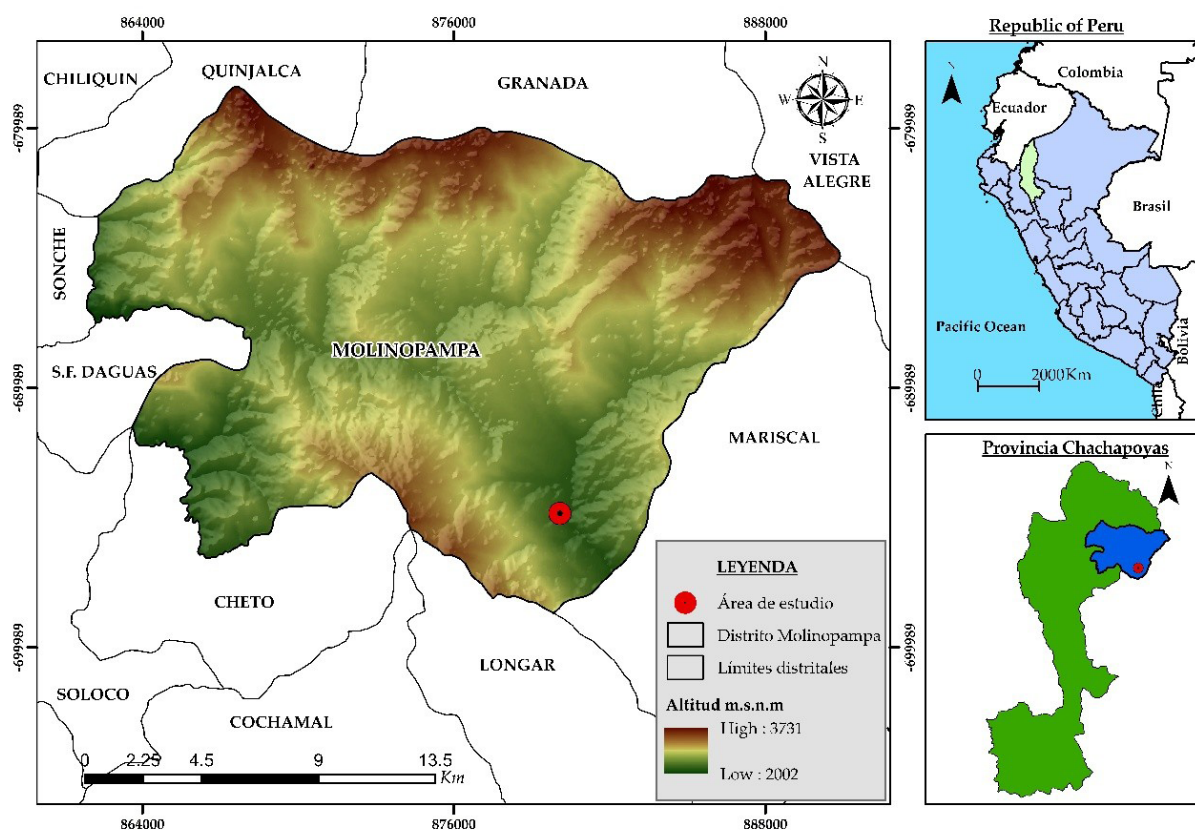 864000
876000
888000
-679989
-689989
-699989
-679989
-689989
-699989
CHILIQUIN
QUINJALCA
GRANADA
N
W
E
S
VISTA
ALEGRE
SONCHE
MOLINOPAMPA
S.F. DAGUAS
MARISCAL
CHETO
LONGAR
SOLOCO
COCHAMAL
0
2.25
4.5
9
13.5
Km
LEYENDA
Área de estudio
Distrito Molinopampa
Límites distritales
Altitud m.s.n.m
High : 3731
Low : 2002
864000
876000
888000
Republic of Peru
N
Colombia
Ecuador
Brasil
Pacific Ocean
Bolivia
Chile
0
2000Km
Provincia Chachapoyas
N